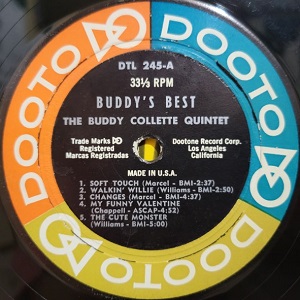 DOOTO
DOOTO
DOOTO
DTL 245-A
33⅓ RPM
BUDDY'S BEST
THE BUDDY COLLETTE QUINTET
Trade Marks DO
Registered
Marcas Registradas
Dootone Record Corp.
Los Angeles
California
MADE IN U.S.A.
1. SOFT TOUCH (Marcel - BMI-2:37)
2. WALKIN' WILLIE (Williams - BMI-2:50)
3. CHANGES (Marcel - BMI-4:37)
4. MY FUNNY VALENTINE
(Chappell - ASCAP-4:52)
5. THE CUTE MONSTER
(Williams - BMI-5:00)